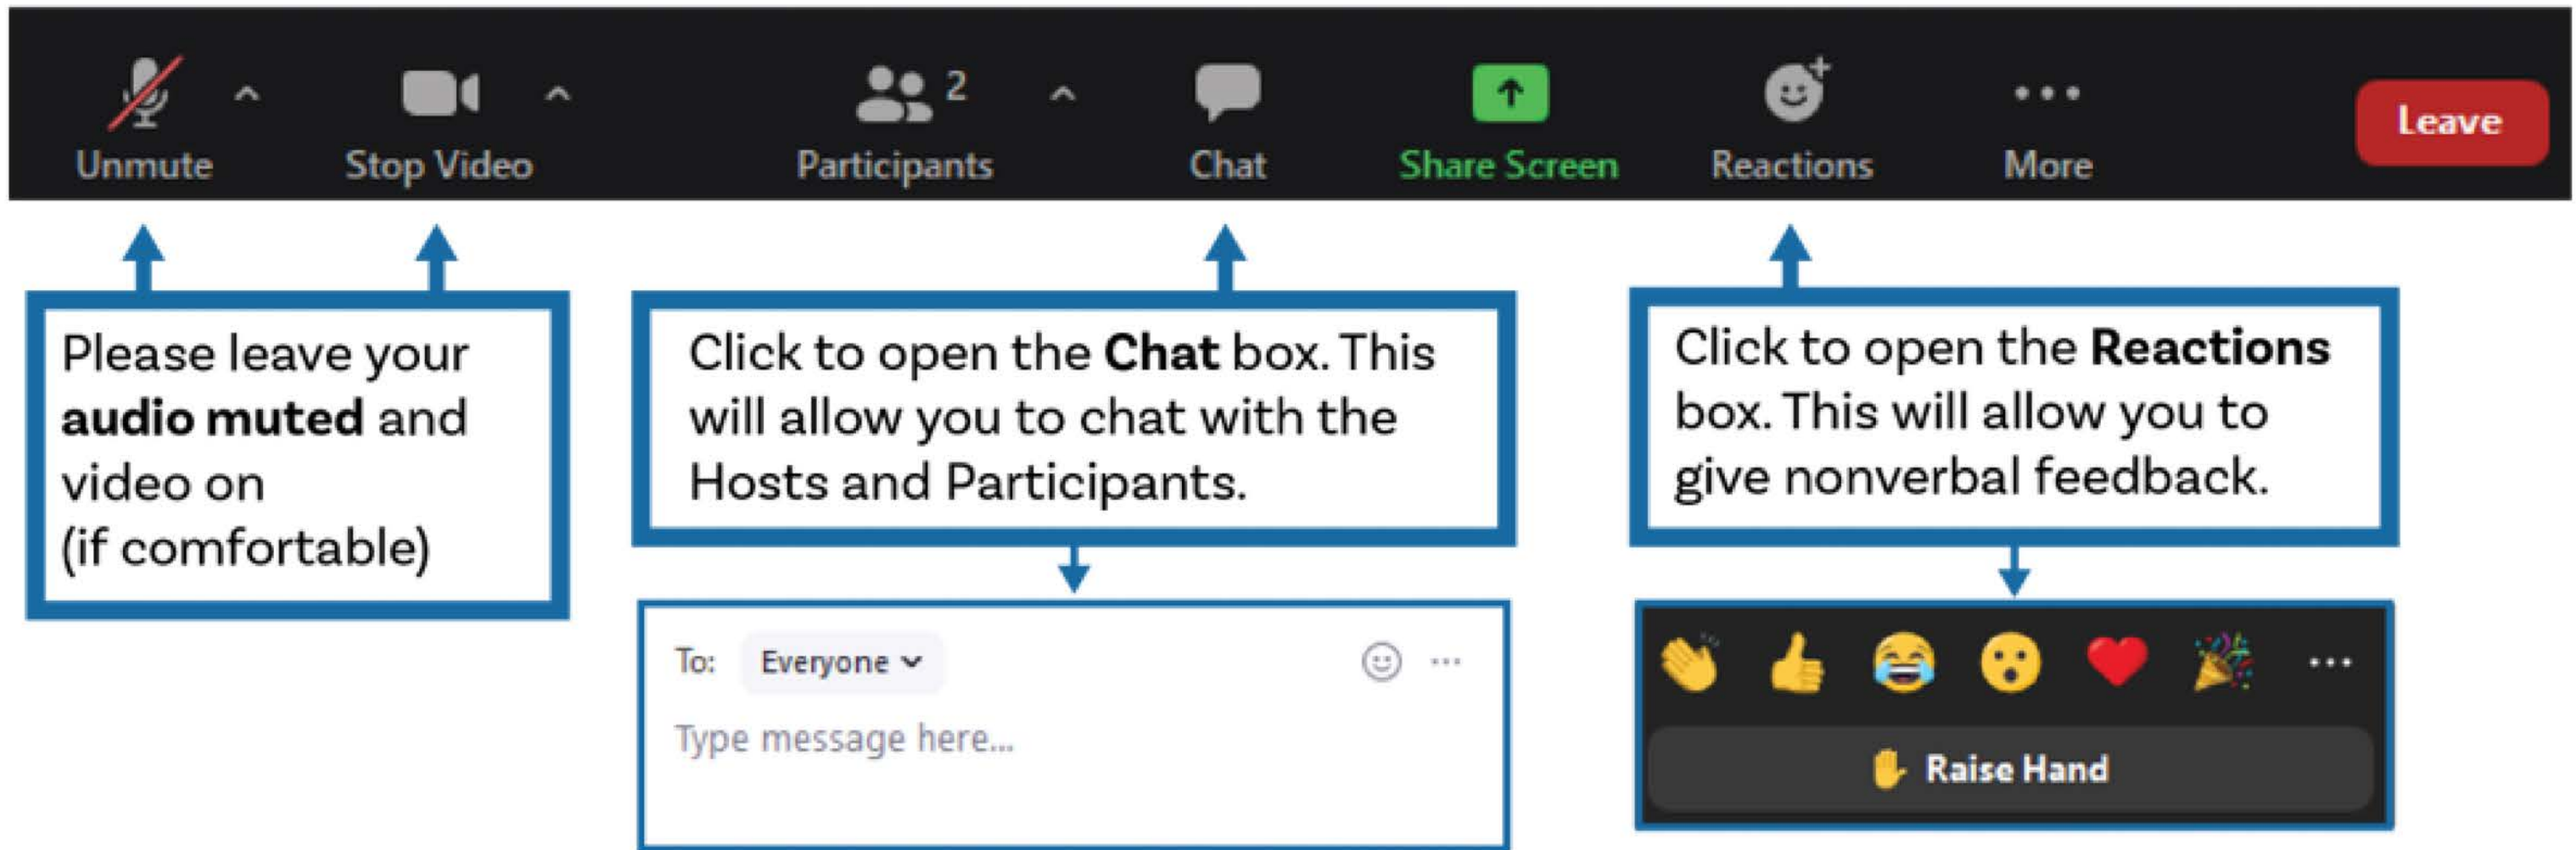 2
Unmute Stop Video Participants Chat Share Screen Reactions More Leave
Please leave your
audio muted and
video on
(if comfortable)
Click to open the Chat box. This
will allow you to chat with the
Hosts and Participants.
To: Everyone
Type message here...
Click to open the Reactions
box. This will allow you to
give nonverbal feedback.
Raise Hand